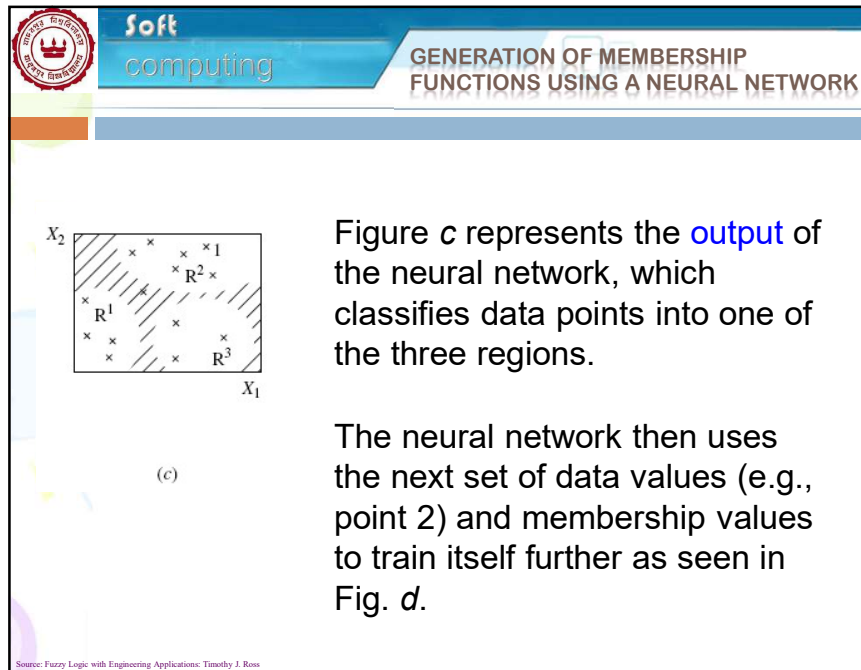 Soft
computing
GENERATION OF MEMBERSHIP
FUNCTIONS USING A NEURAL NETWORK
X₂
1
R²
R¹
R³
X₁
(c)
Figure c represents the output of
the neural network, which
classifies data points into one of
the three regions.
The neural network then uses
the next set of data values (e.g.,
point 2) and membership values
to train itself further as seen in
Fig. d.
Source: Fuzzy Logic with Engineering Applications: Timothy J. Ross